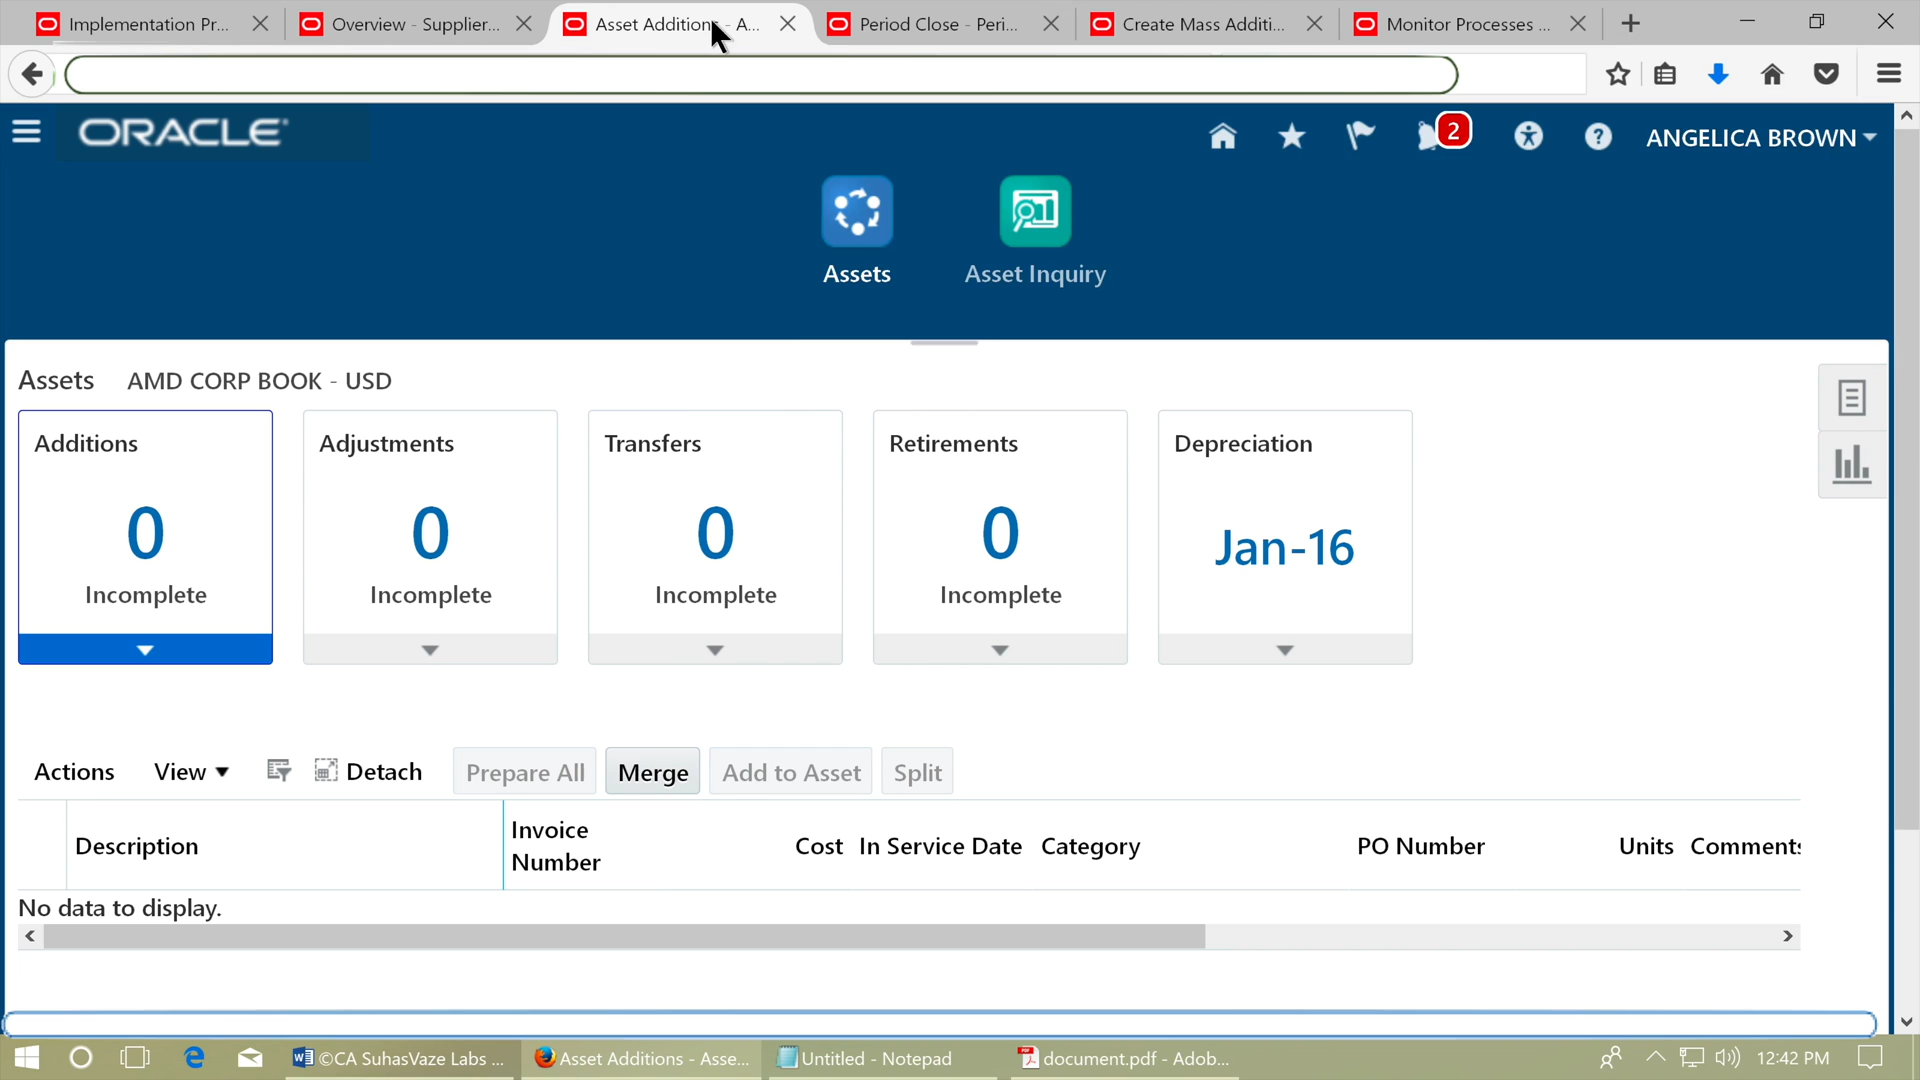 Implementation Pr...
Overview - Supplier...
Asset Additions - A...
Period Close - Peri...
Create Mass Additi...
Monitor Processes ...
ORACLE
2
ANGELICA BROWN
Assets
Asset Inquiry
Assets AMD CORP BOOK - USD
Additions
0
Incomplete
Adjustments
0
Incomplete
Transfers
0
Incomplete
Retirements
0
Incomplete
Depreciation
Jan-16
Actions View Detach Prepare All Merge Add to Asset Split
Description
Invoice
Number
Cost In Service Date Category PO Number Units Comments
No data to display.
©CA SuhasVaze Labs ...
Asset Additions - Asse...
Untitled - Notepad
document.pdf - Adob...
12:42 PM